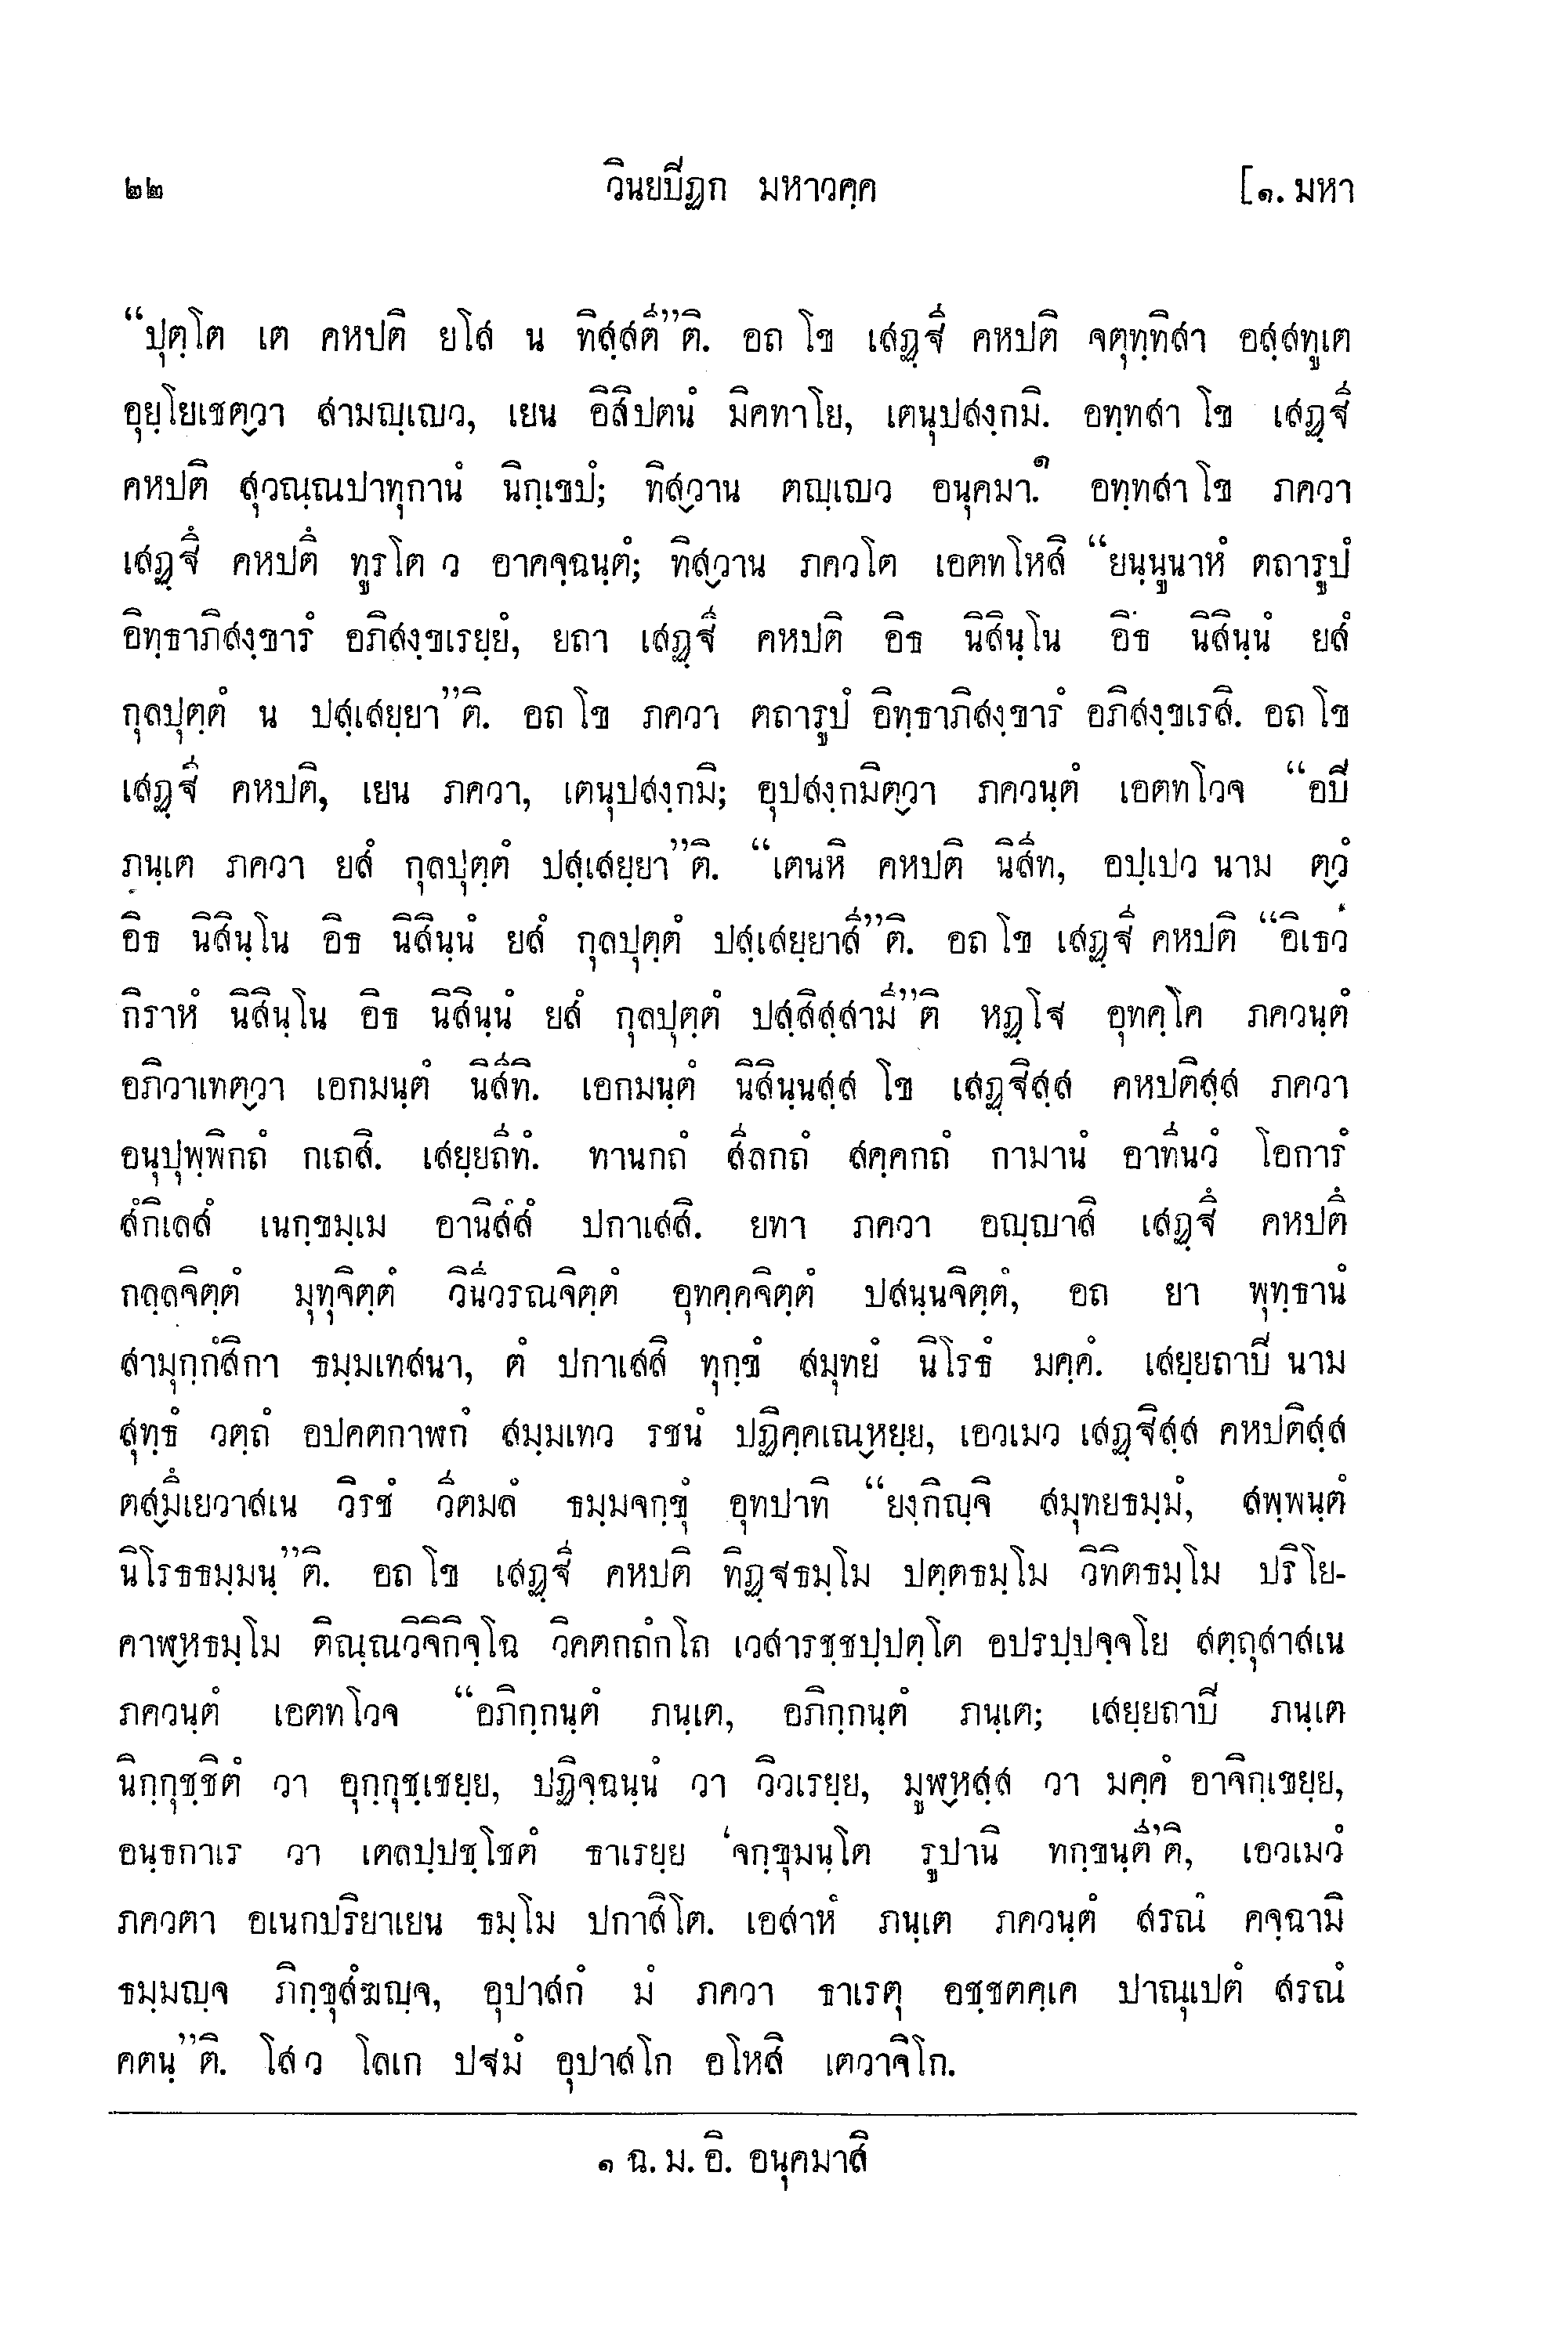 ๒๒ วินยปีฏก มหาวคฺค [๑. มหา
“ปุตฺโต เต คหปติ ยโส น ทิสฺสตี”ติ. อถ โข เสฏฺฐี คหปติ จตุทฺทิสา อสฺสทูเต
อุยฺโยเชตฺวา สามญฺเญว, เยน อิสิปตนํ มิคทาโย, เตนุปสงฺกมิ. อทฺทสา โข เสฏฺฐี
คหปติ สุวณฺณปาทุกานํ นิกฺเขปํ; ทิสฺวาน ตญฺเญว อนุคมา.๑ อทฺทสา โข ภควา
เสฏฺฐึ คหปตึ ทูรโต ว อาคจฺฉนฺตํ; ทิสฺวาน ภควโต เอตทโหสิ “ยนฺนูนาหํ ตถารูปํ
อิทฺธาภิสงฺขารํ อภิสงฺขเรยฺยํ, ยถา เสฏฺฐี คหปติ อิธ นิสินฺโน อิธ นิสินฺนํ ยสํ
กุลปุตฺตํ น ปสฺเสยฺยา”ติ. อถ โข ภควา ตถารูปํ อิทฺธาภิสงฺขารํ อภิสงฺขเรสิ. อถ โข
เสฏฺฐี คหปติ, เยน ภควา, เตนุปสงฺกมิ; อุปสงฺกมิตฺวา ภควนฺตํ เอตทโวจ “อปี
ภนฺเต ภควา ยสํ กุลปุตฺตํ ปสฺเสยฺยา”ติ. “เตนหิ คหปติ นิสีท, อปฺเปว นาม ตฺวํ
อิธ นิสินฺโน อิธ นิสินฺนํ ยสํ กุลปุตฺตํ ปสฺเสยฺยาสี”ติ. อถ โข เสฏฺฐี คหปติ “อิเธวํ
กิราหํ นิสินฺโน อิธ นิสินฺนํ ยสํ กุลปุตฺตํ ปสฺสิสฺสามี”ติ หฏฺโฐ อุทคฺโค ภควนฺตํ
อภิวาเทตฺวา เอกมนฺตํ นิสีทิ. เอกมนฺตํ นิสินฺนสฺส โข เสฏฺฐิสฺส คหปติสฺส ภควา
อนุปุพฺพิกถํ กเถสิ. เสยฺยถีทํ. ทานกถํ สีลกถํ สคฺคกถํ กามานํ อาทีนวํ โอการํ
สํกิเลสํ เนกฺขมฺเม อานิสํสํ ปกาเสสิ. ยทา ภควา อญฺญาสิ เสฏฺฐึ คหปตึ
กลฺลจิตฺตํ มุทุจิตฺตํ วินีวรณจิตฺตํ อุทคฺคจิตฺตํ ปสนฺนจิตฺตํ, อถ ยา พุทฺธานํ
สามุกฺกํสิกา ธมฺมเทสนา, ตํ ปกาเสสิ ทุกฺขํ สมุทยํ นิโรธํ มคฺคํ. เสยฺยถาปี นาม
สุทฺธํ วตฺถํ อปคตกาฬกํ สมฺมเทว รชนํ ปฏิคฺคเณฺหยฺย, เอวเมว เสฏฺฐิสฺส คหปติสฺส
ตสฺมึเยวาสเน วิรชํ วีตมลํ ธมฺมจกฺขุํ อุทปาทิ “ยงฺกิญฺจิ สมุทยธมฺมํ, สพฺพนฺตํ
นิโรธธมฺมนฺ”ติ. อถ โข เสฏฺฐี คหปติ ทิฏฺฐธมฺโม ปตฺตธมฺโม วิทิตธมฺโม ปริโย-
คาฬฺหธมฺโม ติณฺณวิจิกิจฺโฉ วิคตกถํกโถ เวสารชฺชปฺปตฺโต อปรปฺปจฺจโย สตฺถุสาสเน
ภควนฺตํ เอตทโวจ “อภิกฺกนฺตํ ภนฺเต, อภิกฺกนฺตํ ภนฺเต; เสยฺยถาปี ภนฺเต
นิกฺกุชฺชิตํ วา อุกฺกุชฺเชยฺย, ปฏิจฺฉนฺนํ วา วิวเรยฺย, มูฬฺหสฺส วา มคฺคํ อาจิกฺเขยฺย,
อนฺธกาเร วา เตลปฺปชฺโชตํ ธาเรยฺย ‘จกฺขุมนฺโต รูปานิ ทกฺขนฺตี’ติ, เอวเมวํ
ภควตา อเนกปริยาเยน ธมฺโม ปกาสิโต. เอสาหํ ภนฺเต ภควนฺตํ สรณํ คจฺฉามิ
ธมฺมญฺจ ภิกฺขุสํฆญฺจ, อุปาสกํ มํ ภควา ธาเรตุ อชฺชตคฺเค ปาณุเปตํ สรณํ
คตนฺ”ติ. โส ว โลเก ปฐมํ อุปาสโก อโหสิ เตวาจิโก.
๑ ฉ. ม. อิ. อนุคมาสิ